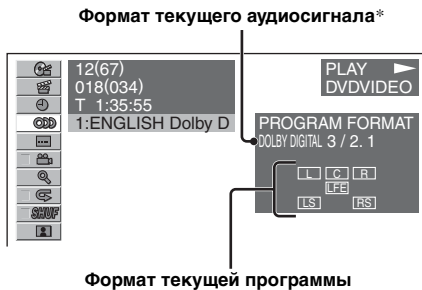 Формат текущего аудиосигнала*
12(67)
018(034)
T 1:35:55
1:ENGLISH Dolby D
PLAY
DVDVIDEO
PROGRAM FORMAT
DOLBY DIGITAL 3 / 2. 1
L C R
LFE
LS RS
SHUF
Формат текущей программы